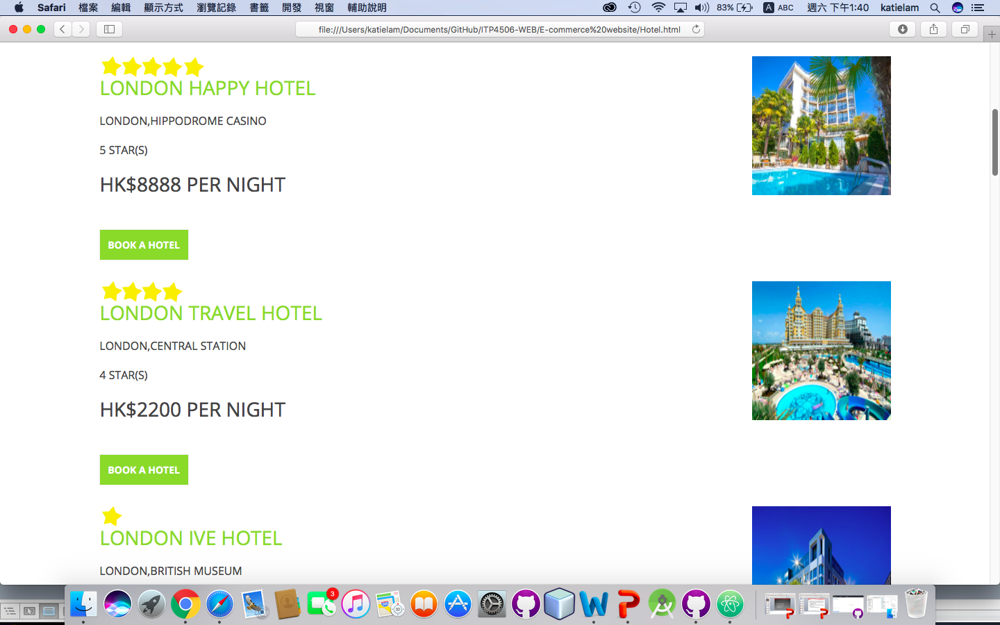 Safari 檔案 編輯 顯示方式 瀏覽記錄 書籤 開發 視窗 輔助說明 83% A ABC 週六 下午1:40 katielam
file:///Users/katielam/Documents/GitHub/ITP4506-WEB/E-commerce%20website/Hotel.html
LONDON HAPPY HOTEL
LONDON,HIPPODROME CASINO
5 STAR(S)
HK$8888 PER NIGHT
BOOK A HOTEL
LONDON TRAVEL HOTEL
LONDON,CENTRAL STATION
4 STAR(S)
HK$2200 PER NIGHT
BOOK A HOTEL
LONDON IVE HOTEL
LONDON,BRITISH MUSEUM
3